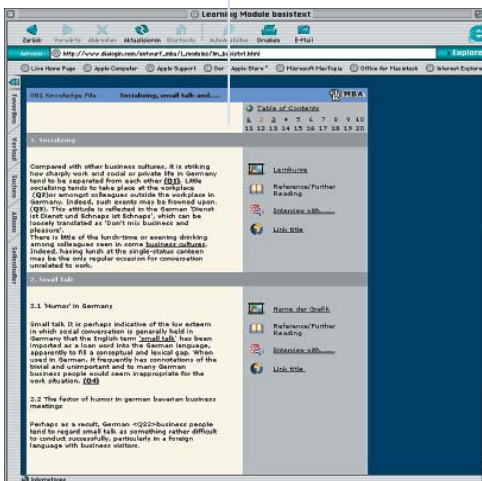 Learning Module basistext
Zurück Vorwärts Abbrechen Aktualisieren Startseite AutoAusfüllen Drucken E-Mail
Adresse: http://www.dialogin.com/entwurf_mba/l_modules/lm_basistxt.html Explore
Live Home Page Apple Computer Apple Support Der Apple Store Microsoft MacTopia Office for Macintosh Internet Explore
Favoriten
Verlauf
Suchen
Album
Seitenhalter
001 Knowledge File Socialising, small talk and.... MBA
Table of Contents
1 2 3 4 5 6 7 8 9 10
11 12 13 14 15 16 17 18 19 20
1. Socialising
Compared with other business cultures, it is striking
how sharply work and social or private life in Germany
tend to be separated from each other (Q1). Little
socialising tends to take place at the workplace
(Q2)or amongst colleagues outside the workplace in
Germany. Indeed, such events may be frowned upon.
(Q3). This attitude is reflected in the German 'Dienst
ist Dienst und Schnaps ist Schnaps', which can be
loosely translated as 'Don't mix business and
pleasure'.
There is little of the lunch-time or evening drinking
among colleagues seen in some business cultures.
Indeed, having lunch at the single-status canteen
may be the only regular occasion for conversation
unrelated to work.
Lernkurve
Reference/Further
Reading
Interview with......
Link title
2. Small Talk
2.1 'Humor' in Germany
Small talk It is perhaps indicative of the low esteem
in which social conversation is generally held in
Germany that the English term 'small talk' has been
imported as a loan word into the German language,
apparently to fill a conceptual and lexical gap. When
used in German, it frequently has connotations of the
trivial and unimportant and to many German
business people would seem inappropriate for the
work situation. (Q4)
2.2 The factor of humor in german bavarian business
meetings
Perhaps as a result, German <Q22>business people
tend to regard small talk as something rather difficult
to conduct successfully, particularly in a foreign
language with business visitors.
Name der Grafik
Reference/Further
Reading
Interview with......
Link title.
Internetzone